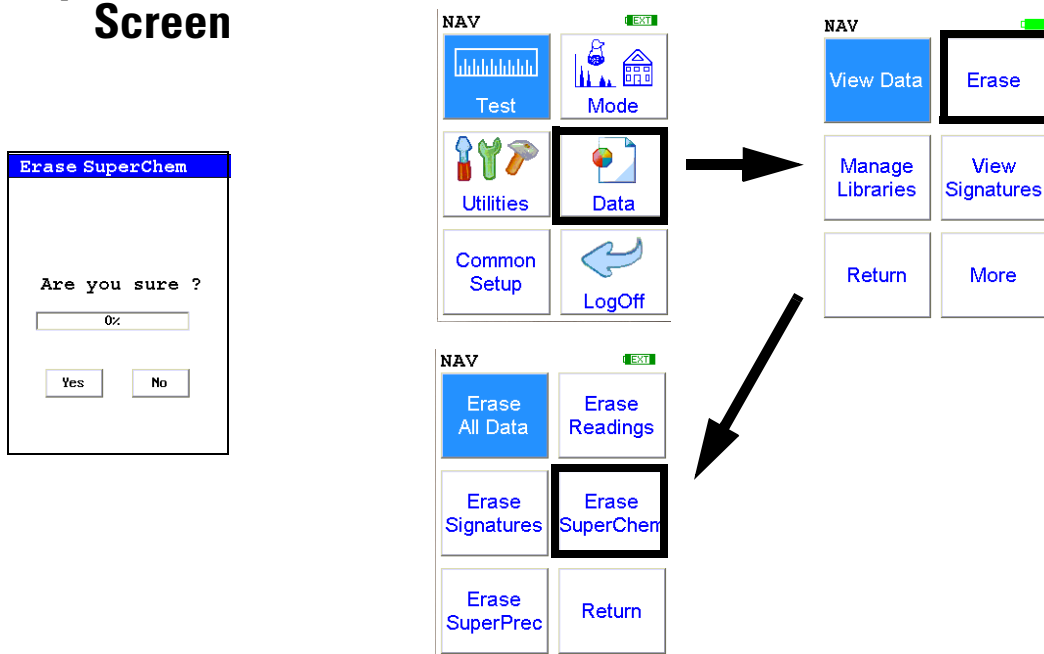 Screen
Erase SuperChem
Are you sure ?
0%
Yes
No
NAV
EXT
Test
Mode
Utilities
Data
Common
Setup
LogOff
NAV
View Data
Erase
Manage
Libraries
View
Signatures
Return
More
NAV
EXT
Erase
All Data
Erase
Readings
Erase
Signatures
Erase
SuperChem
Erase
SuperPrec
Return